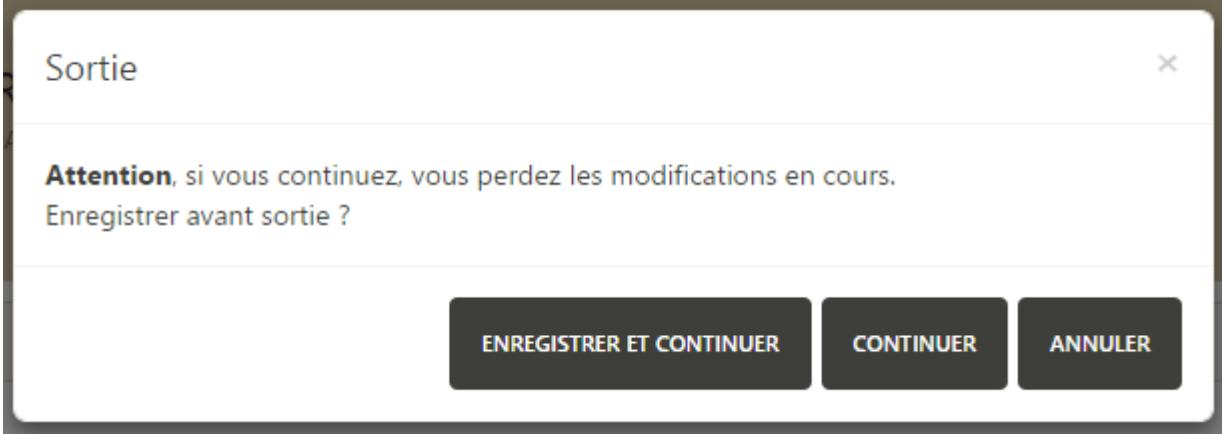 Sortie
×
Attention, si vous continuez, vous perdez les modifications en cours.
Enregistrer avant sortie ?
ENREGISTRER ET CONTINUER CONTINUER ANNULER